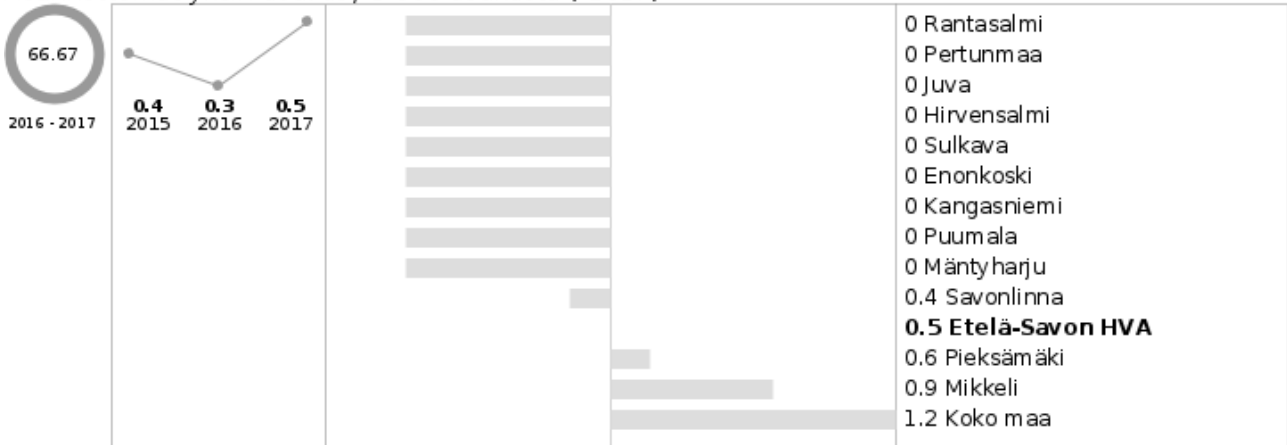 66.67
2016 - 2017
0.4 0.3 0.5
2015 2016 2017
0 Rantasalmi
0 Pertunmaa
0 Juva
0 Hirvensalmi
0 Sulkava
0 Enonkoski
0 Kangasniemi
0 Puumala
0 Mäntyharju
0.4 Savonlinna
0.5 Etelä-Savon HVA
0.6 Pieksämäki
0.9 Mikkeli
1.2 Koko maa